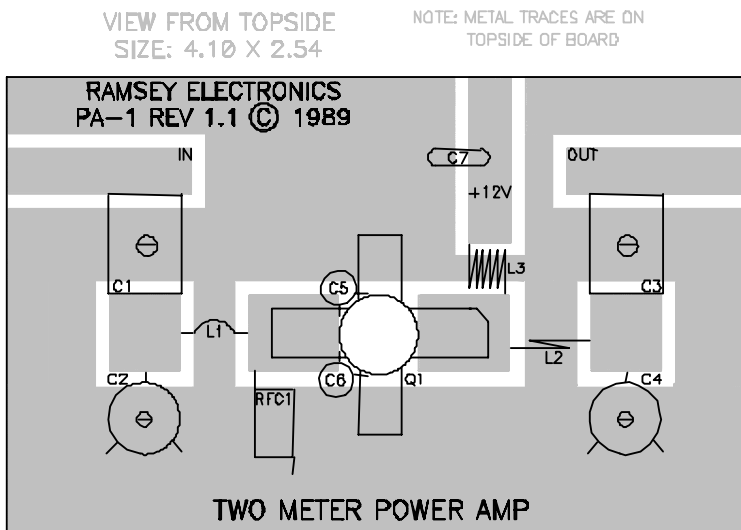 VIEW FROM TOPSIDE
SIZE: 4.10 X 2.54
NOTE: METAL TRACES ARE ON
TOPSIDE OF BOARD
RAMSEY ELECTRONICS
PA-1 REV 1.1 © 1989
IN
C7
OUT
+12V
C1
C5
L3
C3
L1
L2
C2
C6
Q1
C4
RFC1
TWO METER POWER AMP